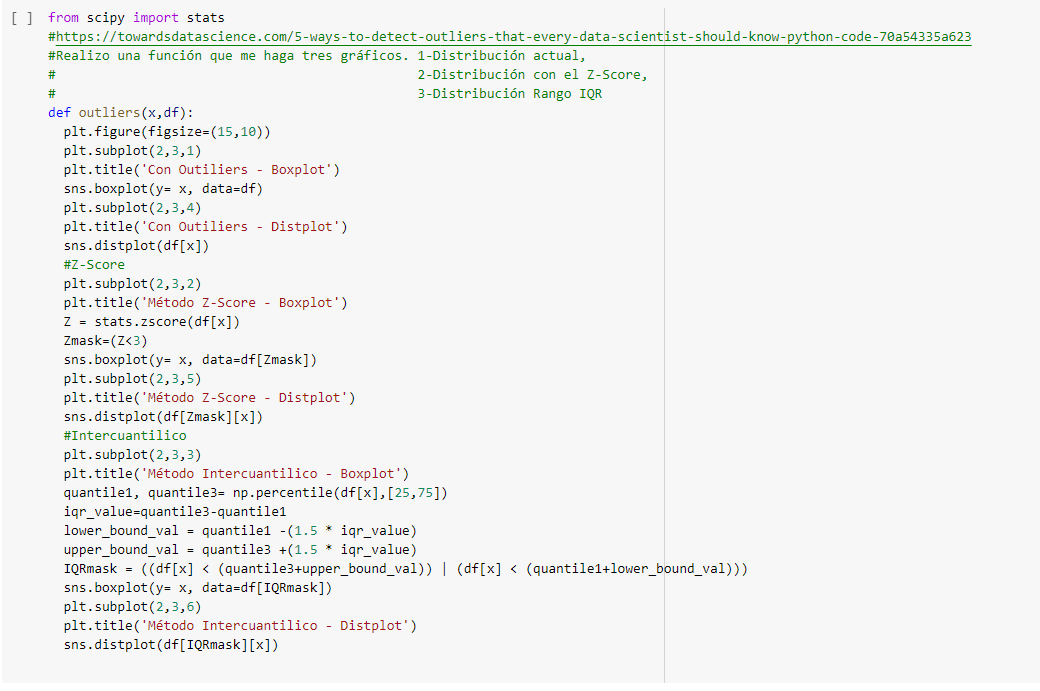 [ ] from scipy import stats
#https://towardsdatascience.com/5-ways-to-detect-outliers-that-every-data-scientist-should-know-python-code-70a54335a623
#Realizo una función que me haga tres gráficos. 1-Distribución actual,
#                                               2-Distribución con el Z-Score,
#                                               3-Distribución Rango IQR
def outliers(x,df):
  plt.figure(figsize=(15,10))
  plt.subplot(2,3,1)
  plt.title('Con Outiliers - Boxplot')
  sns.boxplot(y= x, data=df)
  plt.subplot(2,3,4)
  plt.title('Con Outiliers - Distplot')
  sns.distplot(df[x])
  #Z-Score
  plt.subplot(2,3,2)
  plt.title('Método Z-Score - Boxplot')
  Z = stats.zscore(df[x])
  Zmask=(Z<3)
  sns.boxplot(y= x, data=df[Zmask])
  plt.subplot(2,3,5)
  plt.title('Método Z-Score - Distplot')
  sns.distplot(df[Zmask][x])
  #Intercuantilico
  plt.subplot(2,3,3)
  plt.title('Método Intercuantilico - Boxplot')
  quantile1, quantile3= np.percentile(df[x],[25,75])
  iqr_value=quantile3-quantile1
  lower_bound_val = quantile1 -(1.5 * iqr_value)
  upper_bound_val = quantile3 +(1.5 * iqr_value)
  IQRmask = ((df[x] < (quantile3+upper_bound_val)) | (df[x] < (quantile1+lower_bound_val)))
  sns.boxplot(y= x, data=df[IQRmask])
  plt.subplot(2,3,6)
  plt.title('Método Intercuantilico - Distplot')
  sns.distplot(df[IQRmask][x])